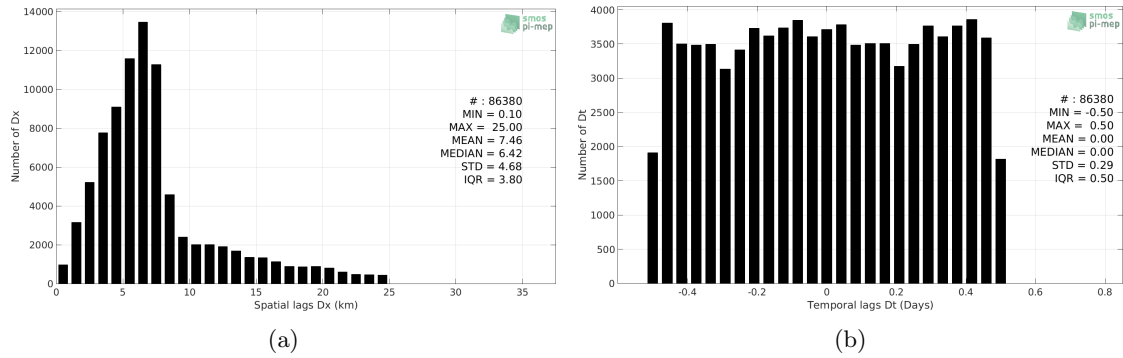 14000
12000
10000
8000
6000
4000
2000
0
Number of Dx
0 5 10 15 20 25 30 35
Spatial lags Dx (km)
smos
pi-mep
# : 86380
MIN = 0.10
MAX = 25.00
MEAN = 7.46
MEDIAN = 6.42
STD = 4.68
IQR = 3.80
(a)
4000
3500
3000
2500
2000
1500
1000
500
0
Number of Dt
-0.4 -0.2 0 0.2 0.4 0.6 0.8
Temporal lags Dt (Days)
smos
pi-mep
# : 86380
MIN = -0.50
MAX = 0.50
MEAN = 0.00
MEDIAN = 0.00
STD = 0.29
IQR = 0.50
(b)